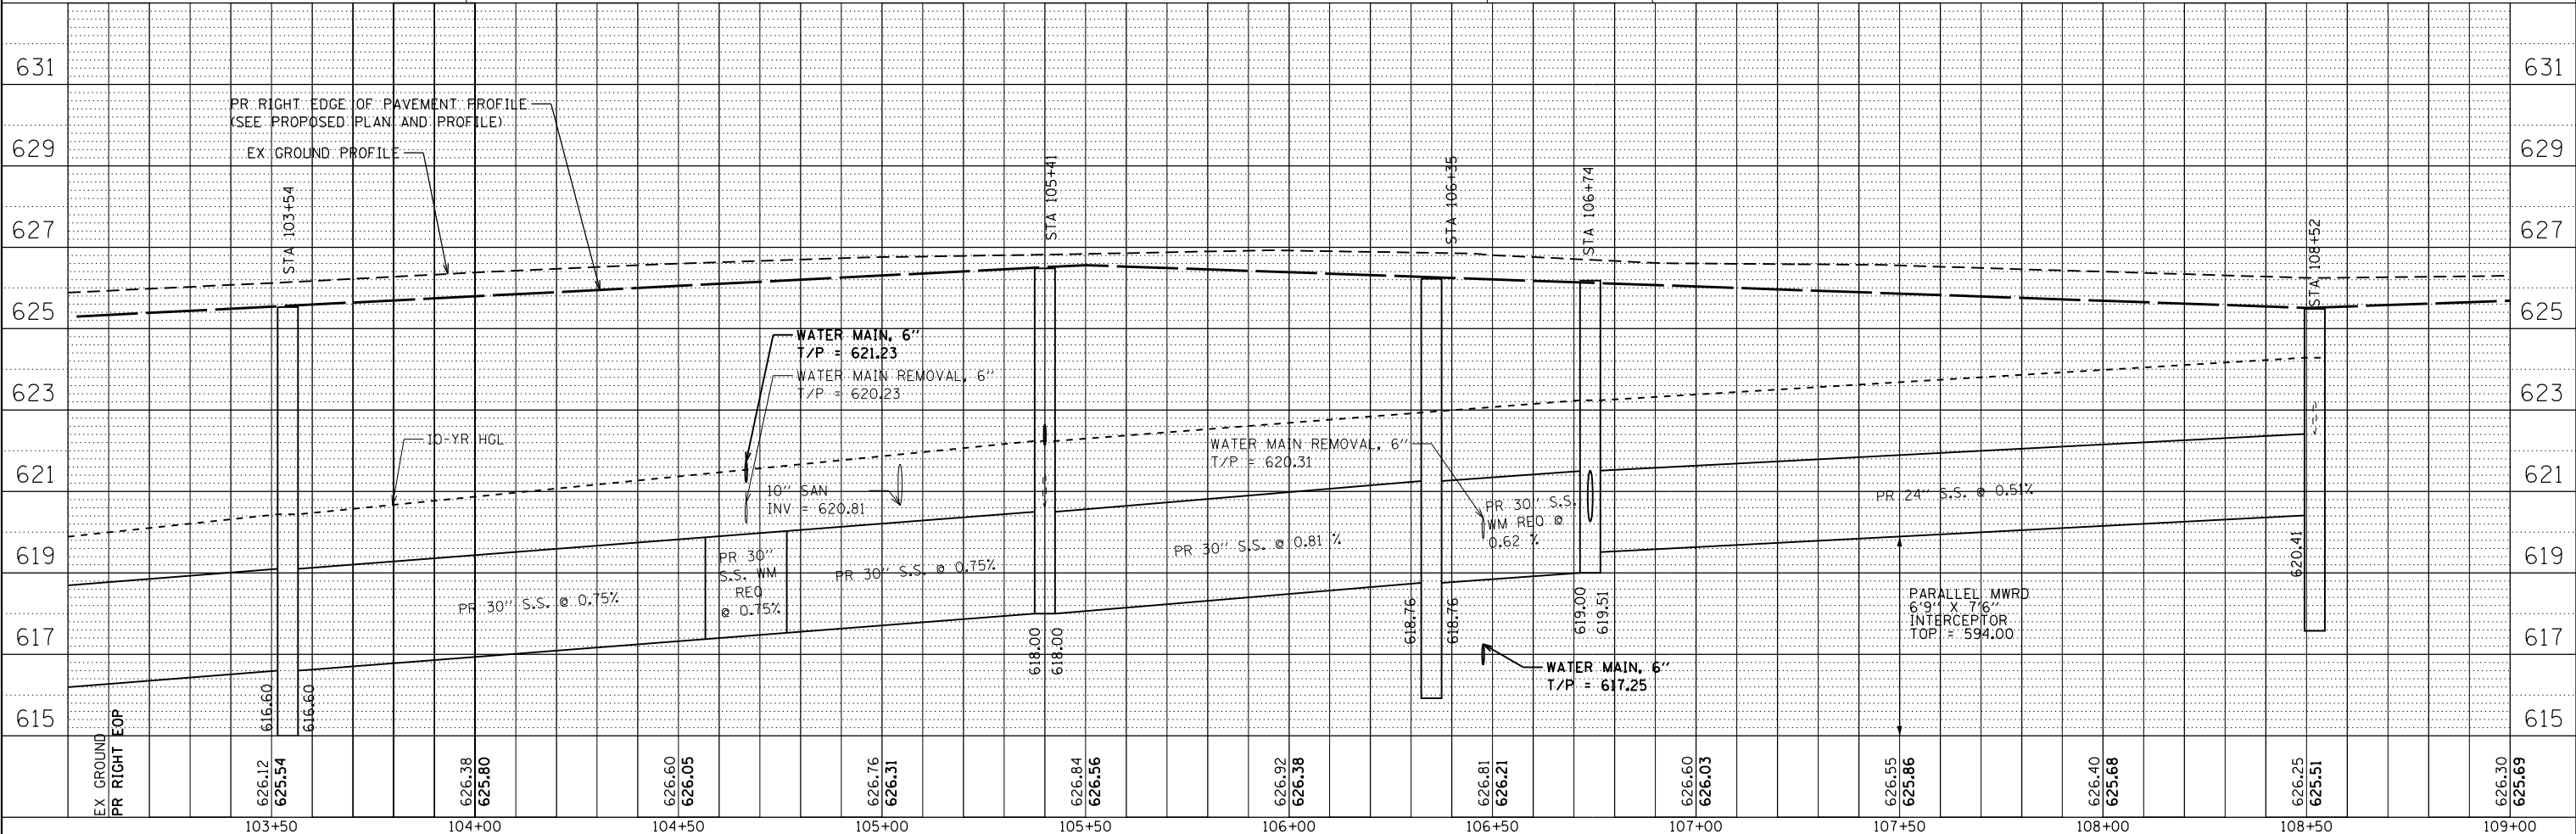 631
631
PR RIGHT EDGE OF PAVEMENT PROFILE
(SEE PROPOSED PLAN AND PROFILE)
629
EX GROUND PROFILE
629
STA 103+54
STA 105+41
STA 106+35
STA 106+74
STA 108+52
627
627
625
625
WATER MAIN, 6''
T/P = 621.23
WATER MAIN REMOVAL, 6''
T/P = 620.23
623
623
10-YR HGL
WATER MAIN REMOVAL, 6''
T/P = 620.31
621
621
10'' SAN
INV = 620.81
PR 30'' S.S.
WM REQ @
0.62 %
PR 24'' S.S. @ 0.51%
619
619
PR 30'' S.S. @ 0.75%
PR 30''
S.S. WM
REQ
@ 0.75%
PR 30'' S.S. @ 0.75%
PR 30'' S.S. @ 0.81 %
620.41
PARALLEL MWRD
6'9'' X 7'6''
INTERCEPTOR
TOP = 594.00
617
617
616.60
616.60
618.00
618.00
618.76
618.76
619.00
619.51
WATER MAIN, 6''
T/P = 617.25
615
615
EX GROUND
PR RIGHT EOP
626.12
625.54
626.38
625.80
626.60
626.05
626.76
626.31
626.84
626.56
626.92
626.38
626.81
626.21
626.60
626.03
626.55
625.86
626.40
625.68
626.25
625.51
626.30
625.69
103+50
104+00
104+50
105+00
105+50
106+00
106+50
107+00
107+50
108+00
108+50
109+00